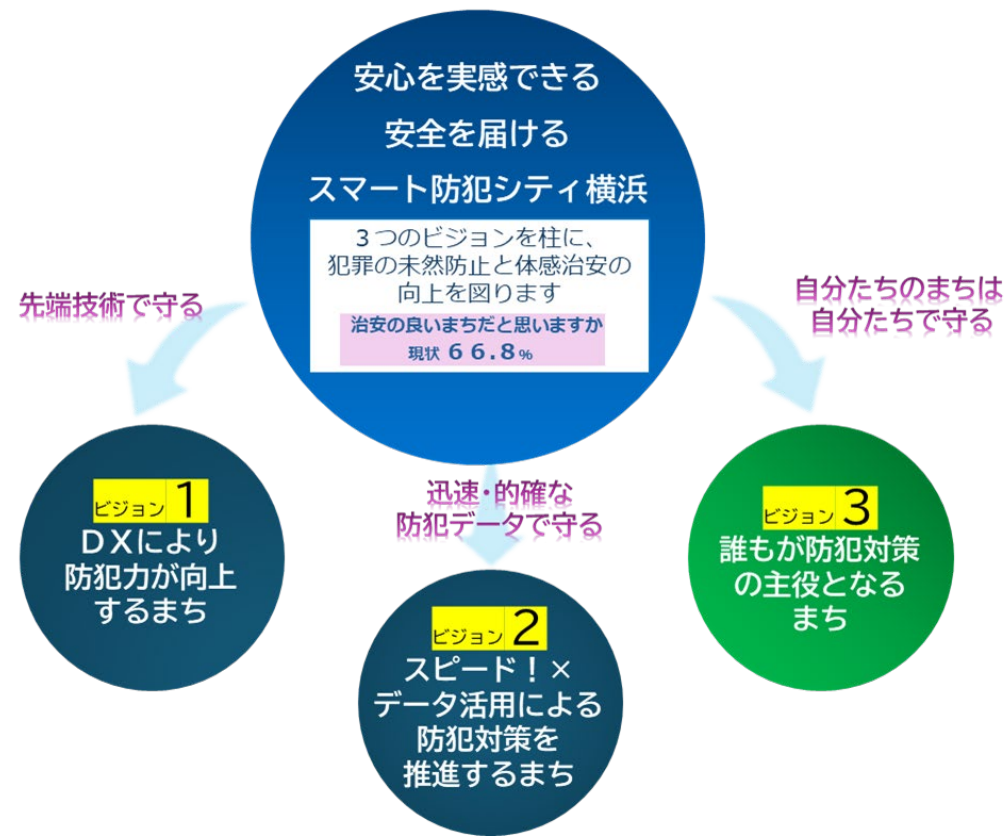 安心を実感できる
安全を届ける
スマート防犯シティ横浜
３つのビジョンを柱に、
犯罪の未然防止と体感治安の
向上を図ります
治安の良いまちだと思いますか
現状 ６６.８%
先端技術で守る
自分たちのまちは
自分たちで守る
迅速・的確な
防犯データで守る
ビジョン 1
ＤＸにより
防犯力が向上
するまち
ビジョン 2
スピード！×
データ活用による
防犯対策を
推進するまち
ビジョン 3
誰もが防犯対策
の主役となる
まち